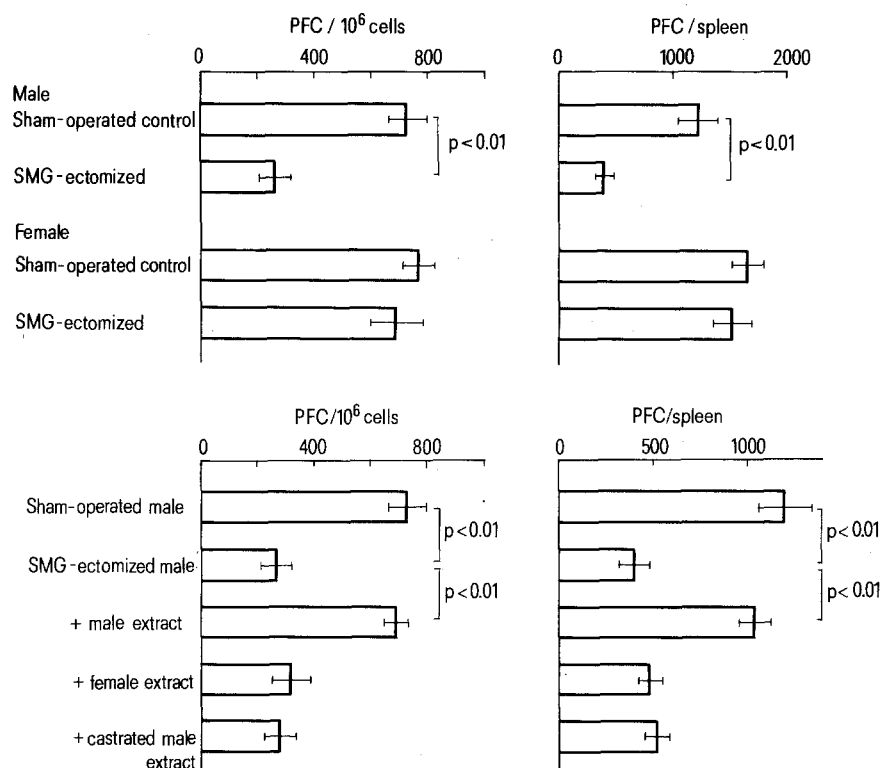 PFC / 10⁶ cells
0 400 800
PFC / spleen
0 1000 2000
Male
Sham-operated control
p<0.01
p<0.01
SMG-ectomized
Female
Sham-operated control
SMG-ectomized
PFC/10⁶ cells
0 400 800
PFC/spleen
0 500 1000
Sham-operated male
p<0.01
p<0.01
SMG-ectomized male
p<0.01
p<0.01
+ male extract
+ female extract
+ castrated male
extract